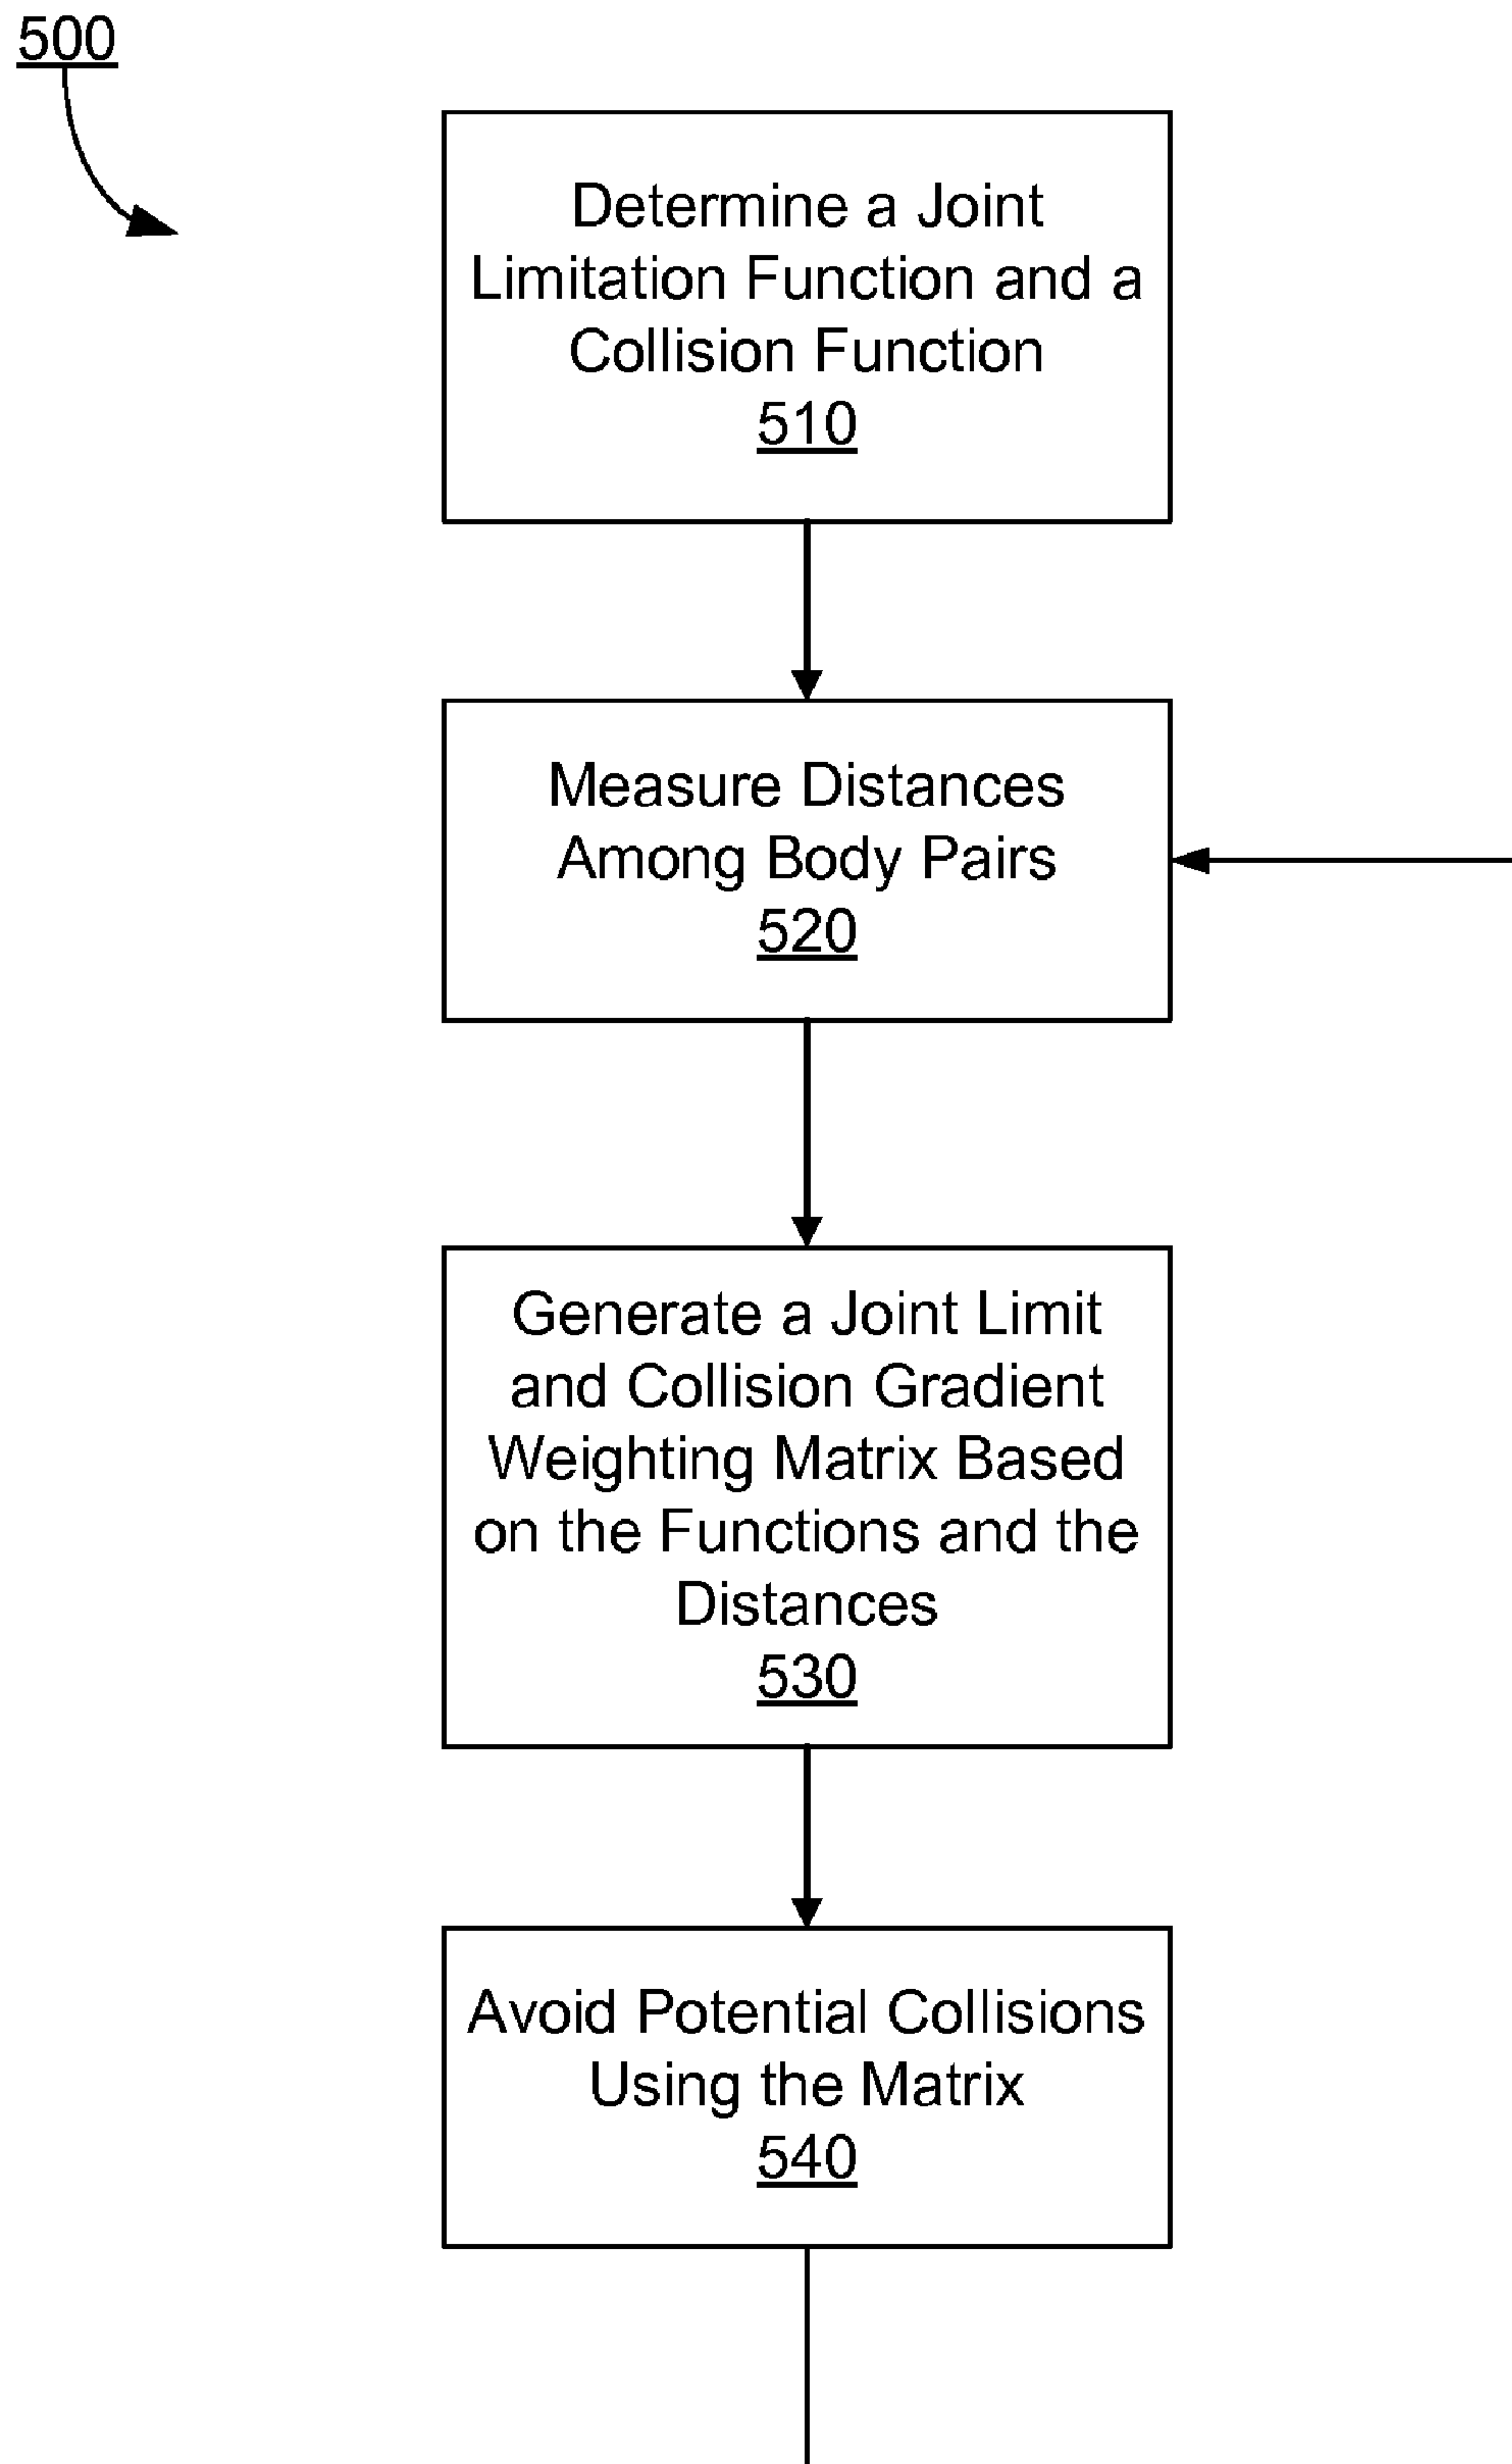 500
Determine a Joint
Limitation Function and a
Collision Function
510
Measure Distances
Among Body Pairs
520
Generate a Joint Limit
and Collision Gradient
Weighting Matrix Based
on the Functions and the
Distances
530
Avoid Potential Collisions
Using the Matrix
540